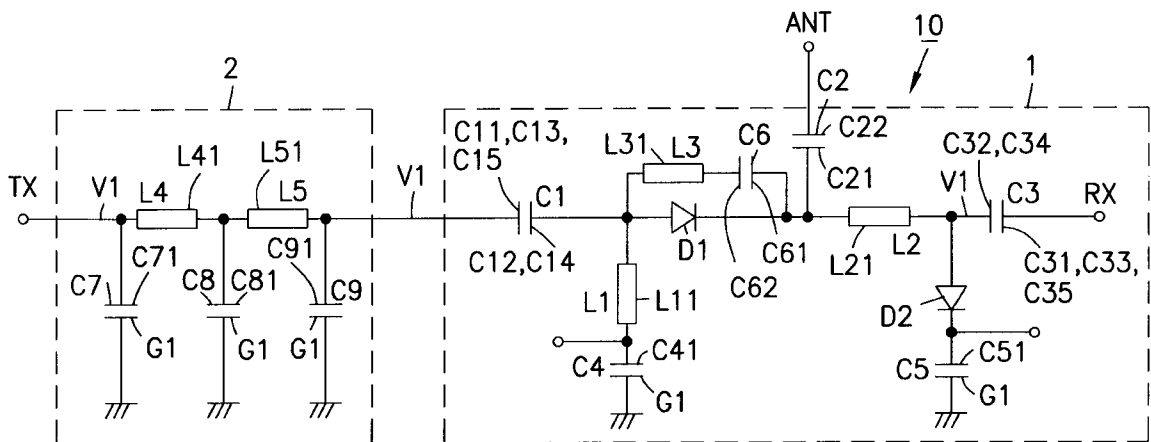 ANT
10
2
1
C2
C11, C13,
C15
L31
L3
C6
C22
C32, C34
L41
L51
C21
TX
V1
L4
L5
V1
C1
V1
C3
RX
D1
C61
L21
L2
C71
C91
C12, C14
C62
C31, C33,
C35
C7
C8
C81
C9
L1
L11
D2
G1
G1
G1
C4
C41
C5
C51
G1
G1